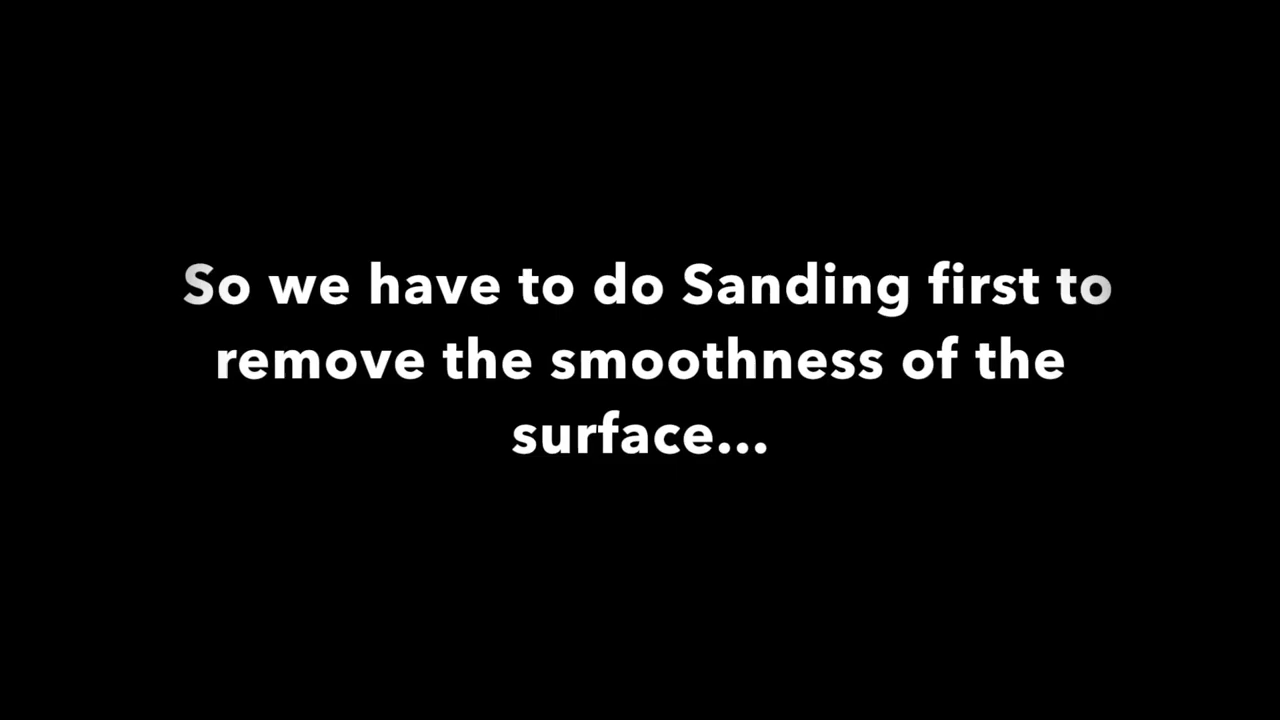 So we have to do Sanding first to
remove the smoothness of the
surface...